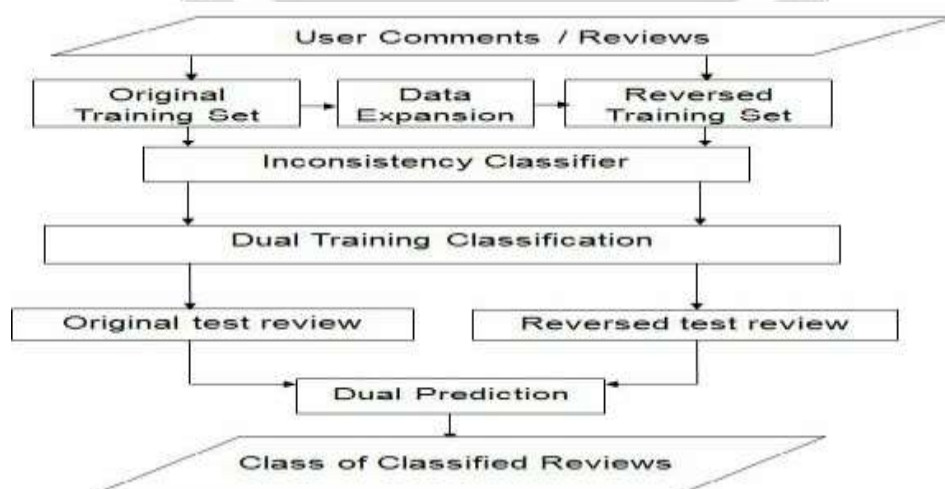 User Comments / Reviews
Original
Training Set
Data
Expansion
Reversed
Training Set
Inconsistency Classifier
Dual Training Classification
Original test review
Reversed test review
Dual Prediction
Class of Classified Reviews